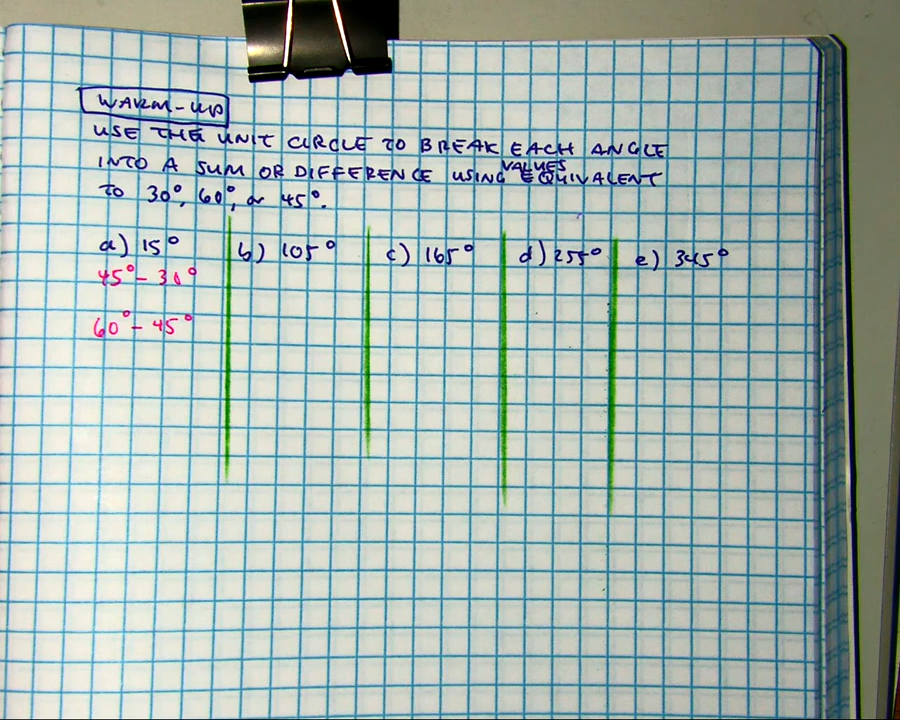 WARM-UP
USE THE UNIT CIRCLE TO BREAK EACH ANGLE
INTO A SUM OR DIFFERENCE USING VALUES EQUIVALENT
TO 30°, 60°, or 45°.
a) 15° b) 105° c) 165° d) 255° e) 345°
45° - 30°
60° - 45°